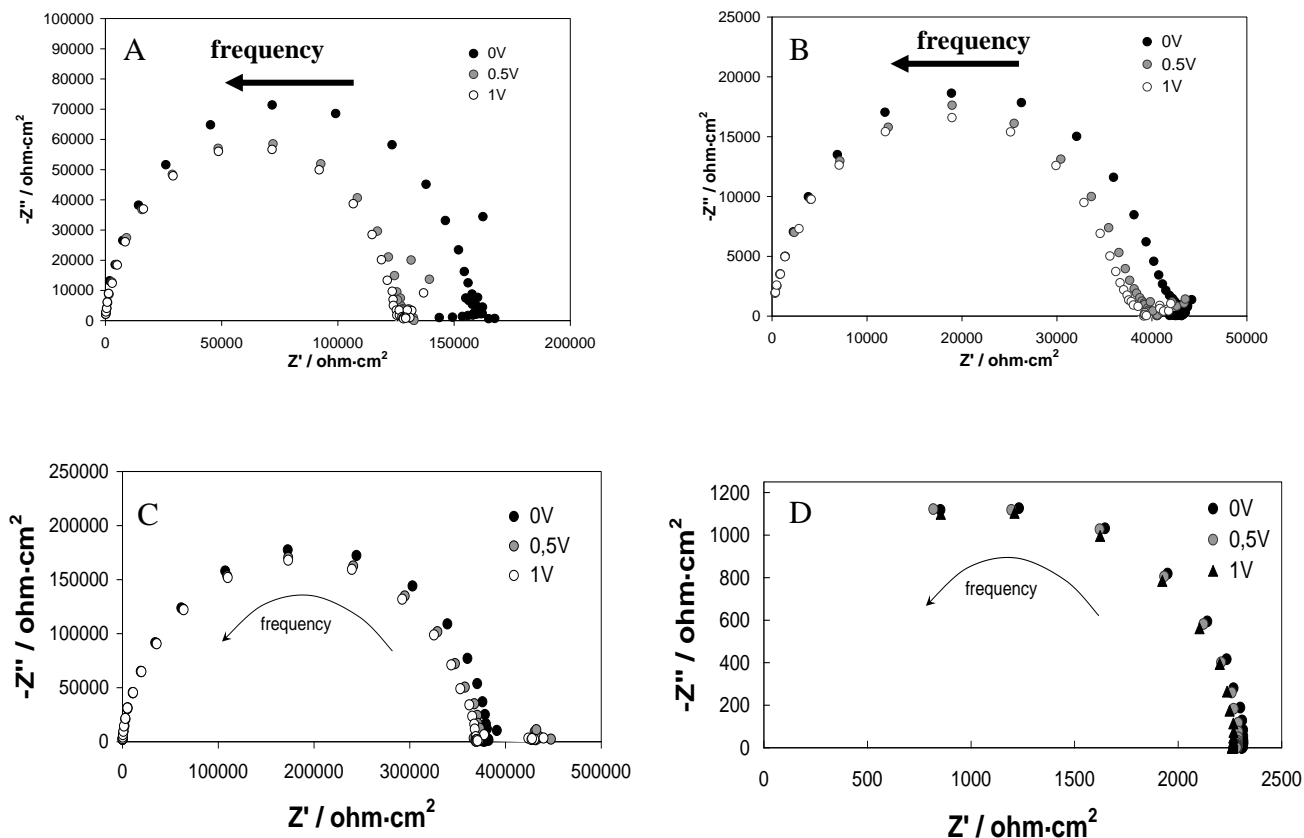 A
frequency
0V
0.5V
1V
100000
90000
80000
70000
60000
50000
40000
30000
20000
10000
0
-Z'' / ohm·cm²
0
50000
100000
150000
200000
Z' / ohm·cm²
B
frequency
0V
0.5V
1V
25000
20000
15000
10000
5000
0
-Z'' / ohm·cm²
0
10000
20000
30000
40000
50000
Z' / ohm·cm²
C
frequency
0V
0,5V
1V
250000
200000
150000
100000
50000
0
-Z'' / ohm·cm²
0
100000
200000
300000
400000
500000
Z' / ohm·cm²
D
frequency
0V
0,5V
1V
1200
1000
800
600
400
200
0
-Z'' / ohm·cm²
0
500
1000
1500
2000
2500
Z' / ohm·cm²